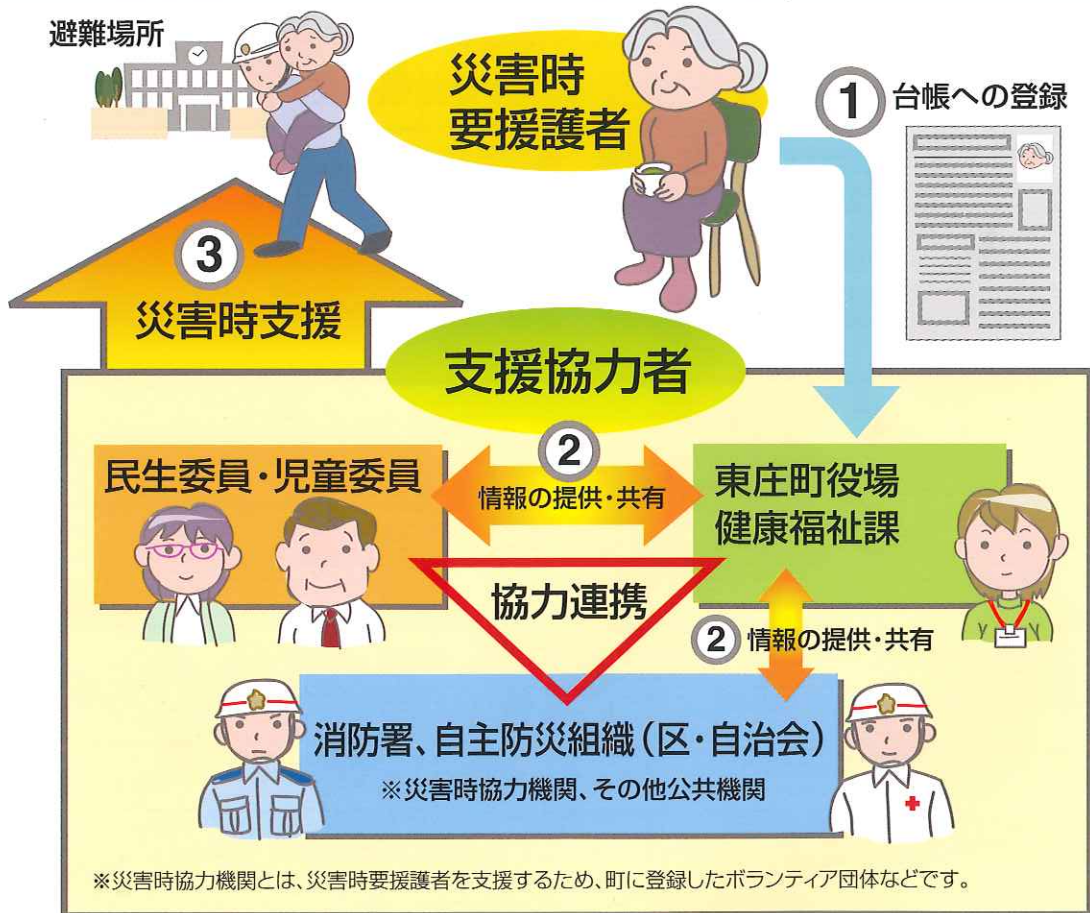 避難場所
災害時
要援護者
① 台帳への登録
③
災害時支援
支援協力者
民生委員・児童委員
②
情報の提供・共有
東庄町役場
健康福祉課
協力連携
② 情報の提供・共有
消防署、自主防災組織(区・自治会)
※災害時協力機関、その他公共機関
※災害時協力機関とは、災害時要援護者を支援するため、町に登録したボランティア団体などです。